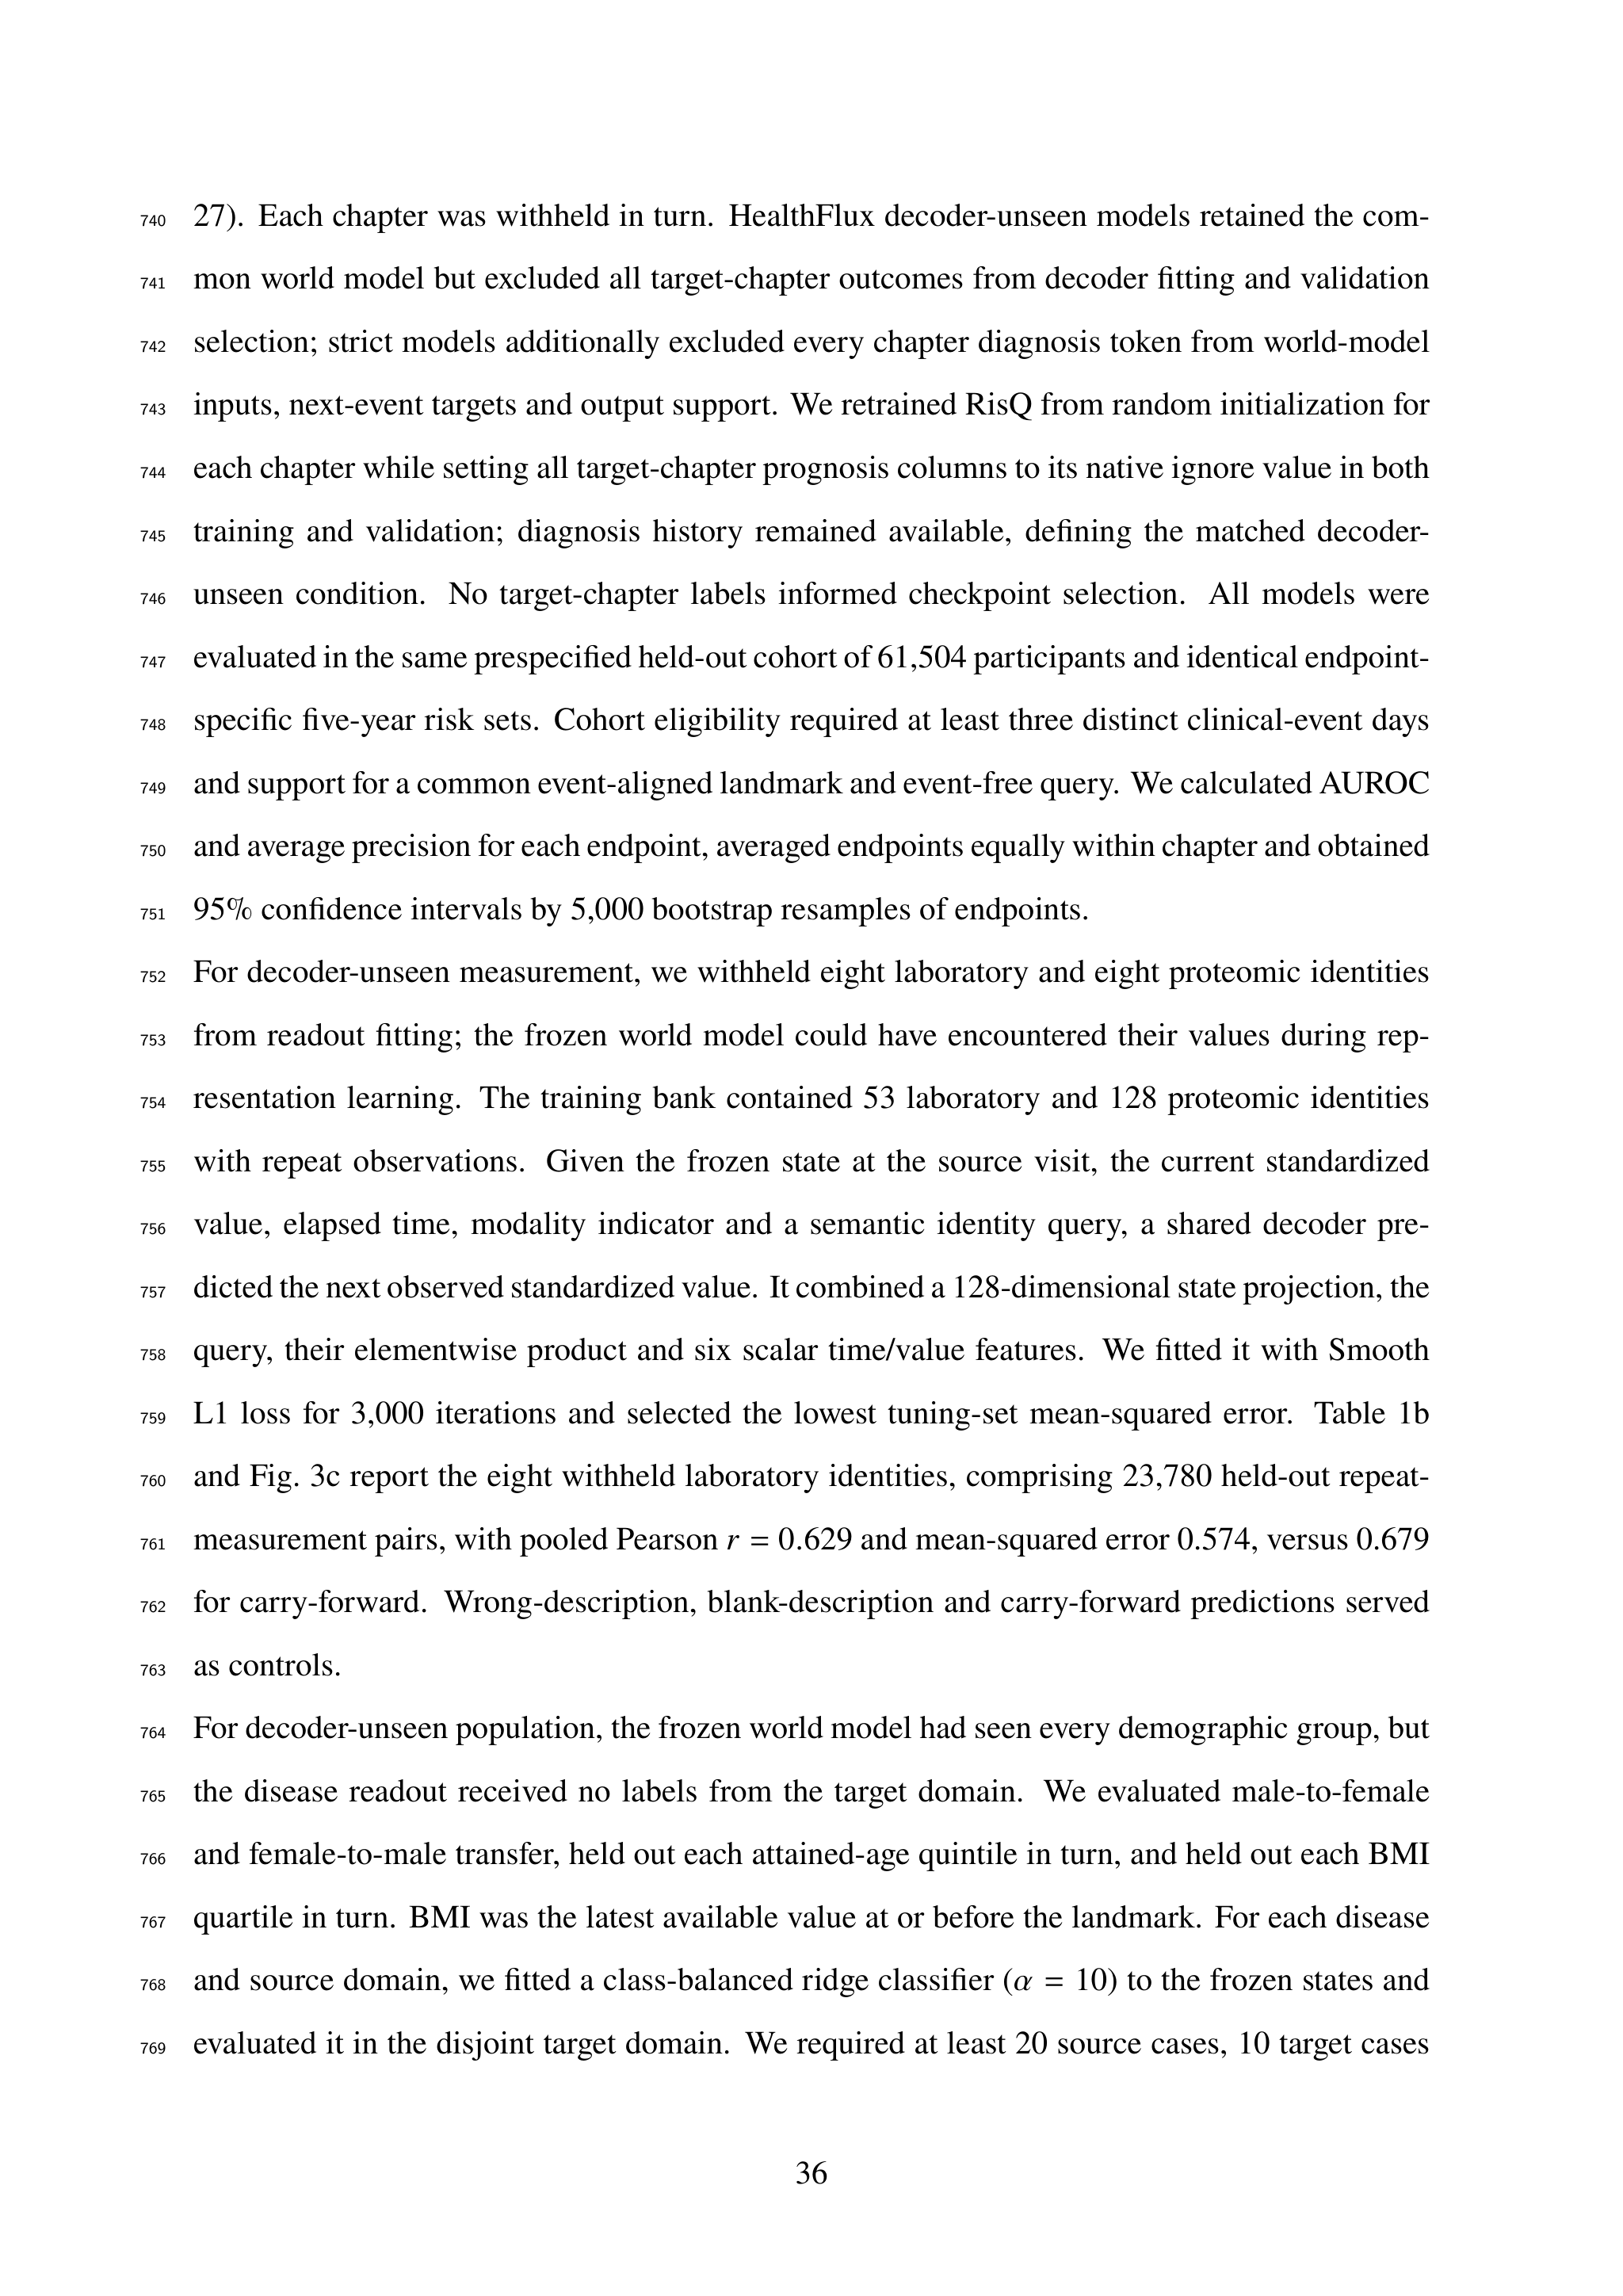 740 27). Each chapter was withheld in turn. HealthFlux decoder-unseen models retained the com-
741 mon world model but excluded all target-chapter outcomes from decoder fitting and validation
742 selection; strict models additionally excluded every chapter diagnosis token from world-model
743 inputs, next-event targets and output support. We retrained RisQ from random initialization for
744 each chapter while setting all target-chapter prognosis columns to its native ignore value in both
745 training and validation; diagnosis history remained available, defining the matched decoder-
746 unseen condition. No target-chapter labels informed checkpoint selection. All models were
747 evaluated in the same prespecified held-out cohort of 61,504 participants and identical endpoint-
748 specific five-year risk sets. Cohort eligibility required at least three distinct clinical-event days
749 and support for a common event-aligned landmark and event-free query. We calculated AUROC
750 and average precision for each endpoint, averaged endpoints equally within chapter and obtained
751 95% confidence intervals by 5,000 bootstrap resamples of endpoints.
752 For decoder-unseen measurement, we withheld eight laboratory and eight proteomic identities
753 from readout fitting; the frozen world model could have encountered their values during rep-
754 resentation learning. The training bank contained 53 laboratory and 128 proteomic identities
755 with repeat observations. Given the frozen state at the source visit, the current standardized
756 value, elapsed time, modality indicator and a semantic identity query, a shared decoder pre-
757 dicted the next observed standardized value. It combined a 128-dimensional state projection, the
758 query, their elementwise product and six scalar time/value features. We fitted it with Smooth
759 L1 loss for 3,000 iterations and selected the lowest tuning-set mean-squared error. Table 1b
760 and Fig. 3c report the eight withheld laboratory identities, comprising 23,780 held-out repeat-
761 measurement pairs, with pooled Pearson r = 0.629 and mean-squared error 0.574, versus 0.679
762 for carry-forward. Wrong-description, blank-description and carry-forward predictions served
763 as controls.
764 For decoder-unseen population, the frozen world model had seen every demographic group, but
765 the disease readout received no labels from the target domain. We evaluated male-to-female
766 and female-to-male transfer, held out each attained-age quintile in turn, and held out each BMI
767 quartile in turn. BMI was the latest available value at or before the landmark. For each disease
768 and source domain, we fitted a class-balanced ridge classifier (α = 10) to the frozen states and
769 evaluated it in the disjoint target domain. We required at least 20 source cases, 10 target cases
36